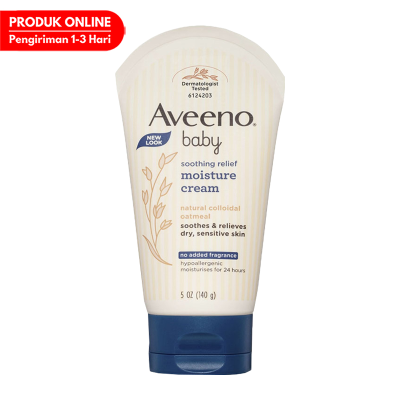 PRODUK ONLINE
Pengiriman 1-3 Hari
Dermatologist
Tested
6124203
Aveeno®
baby
NEW
LOOK
soothing relief
moisture
cream
natural colloidal
oatmeal
soothes & relieves
dry, sensitive skin
no added fragrance
hypoallergenic
moisturises for 24 hours
5 OZ (140 g)